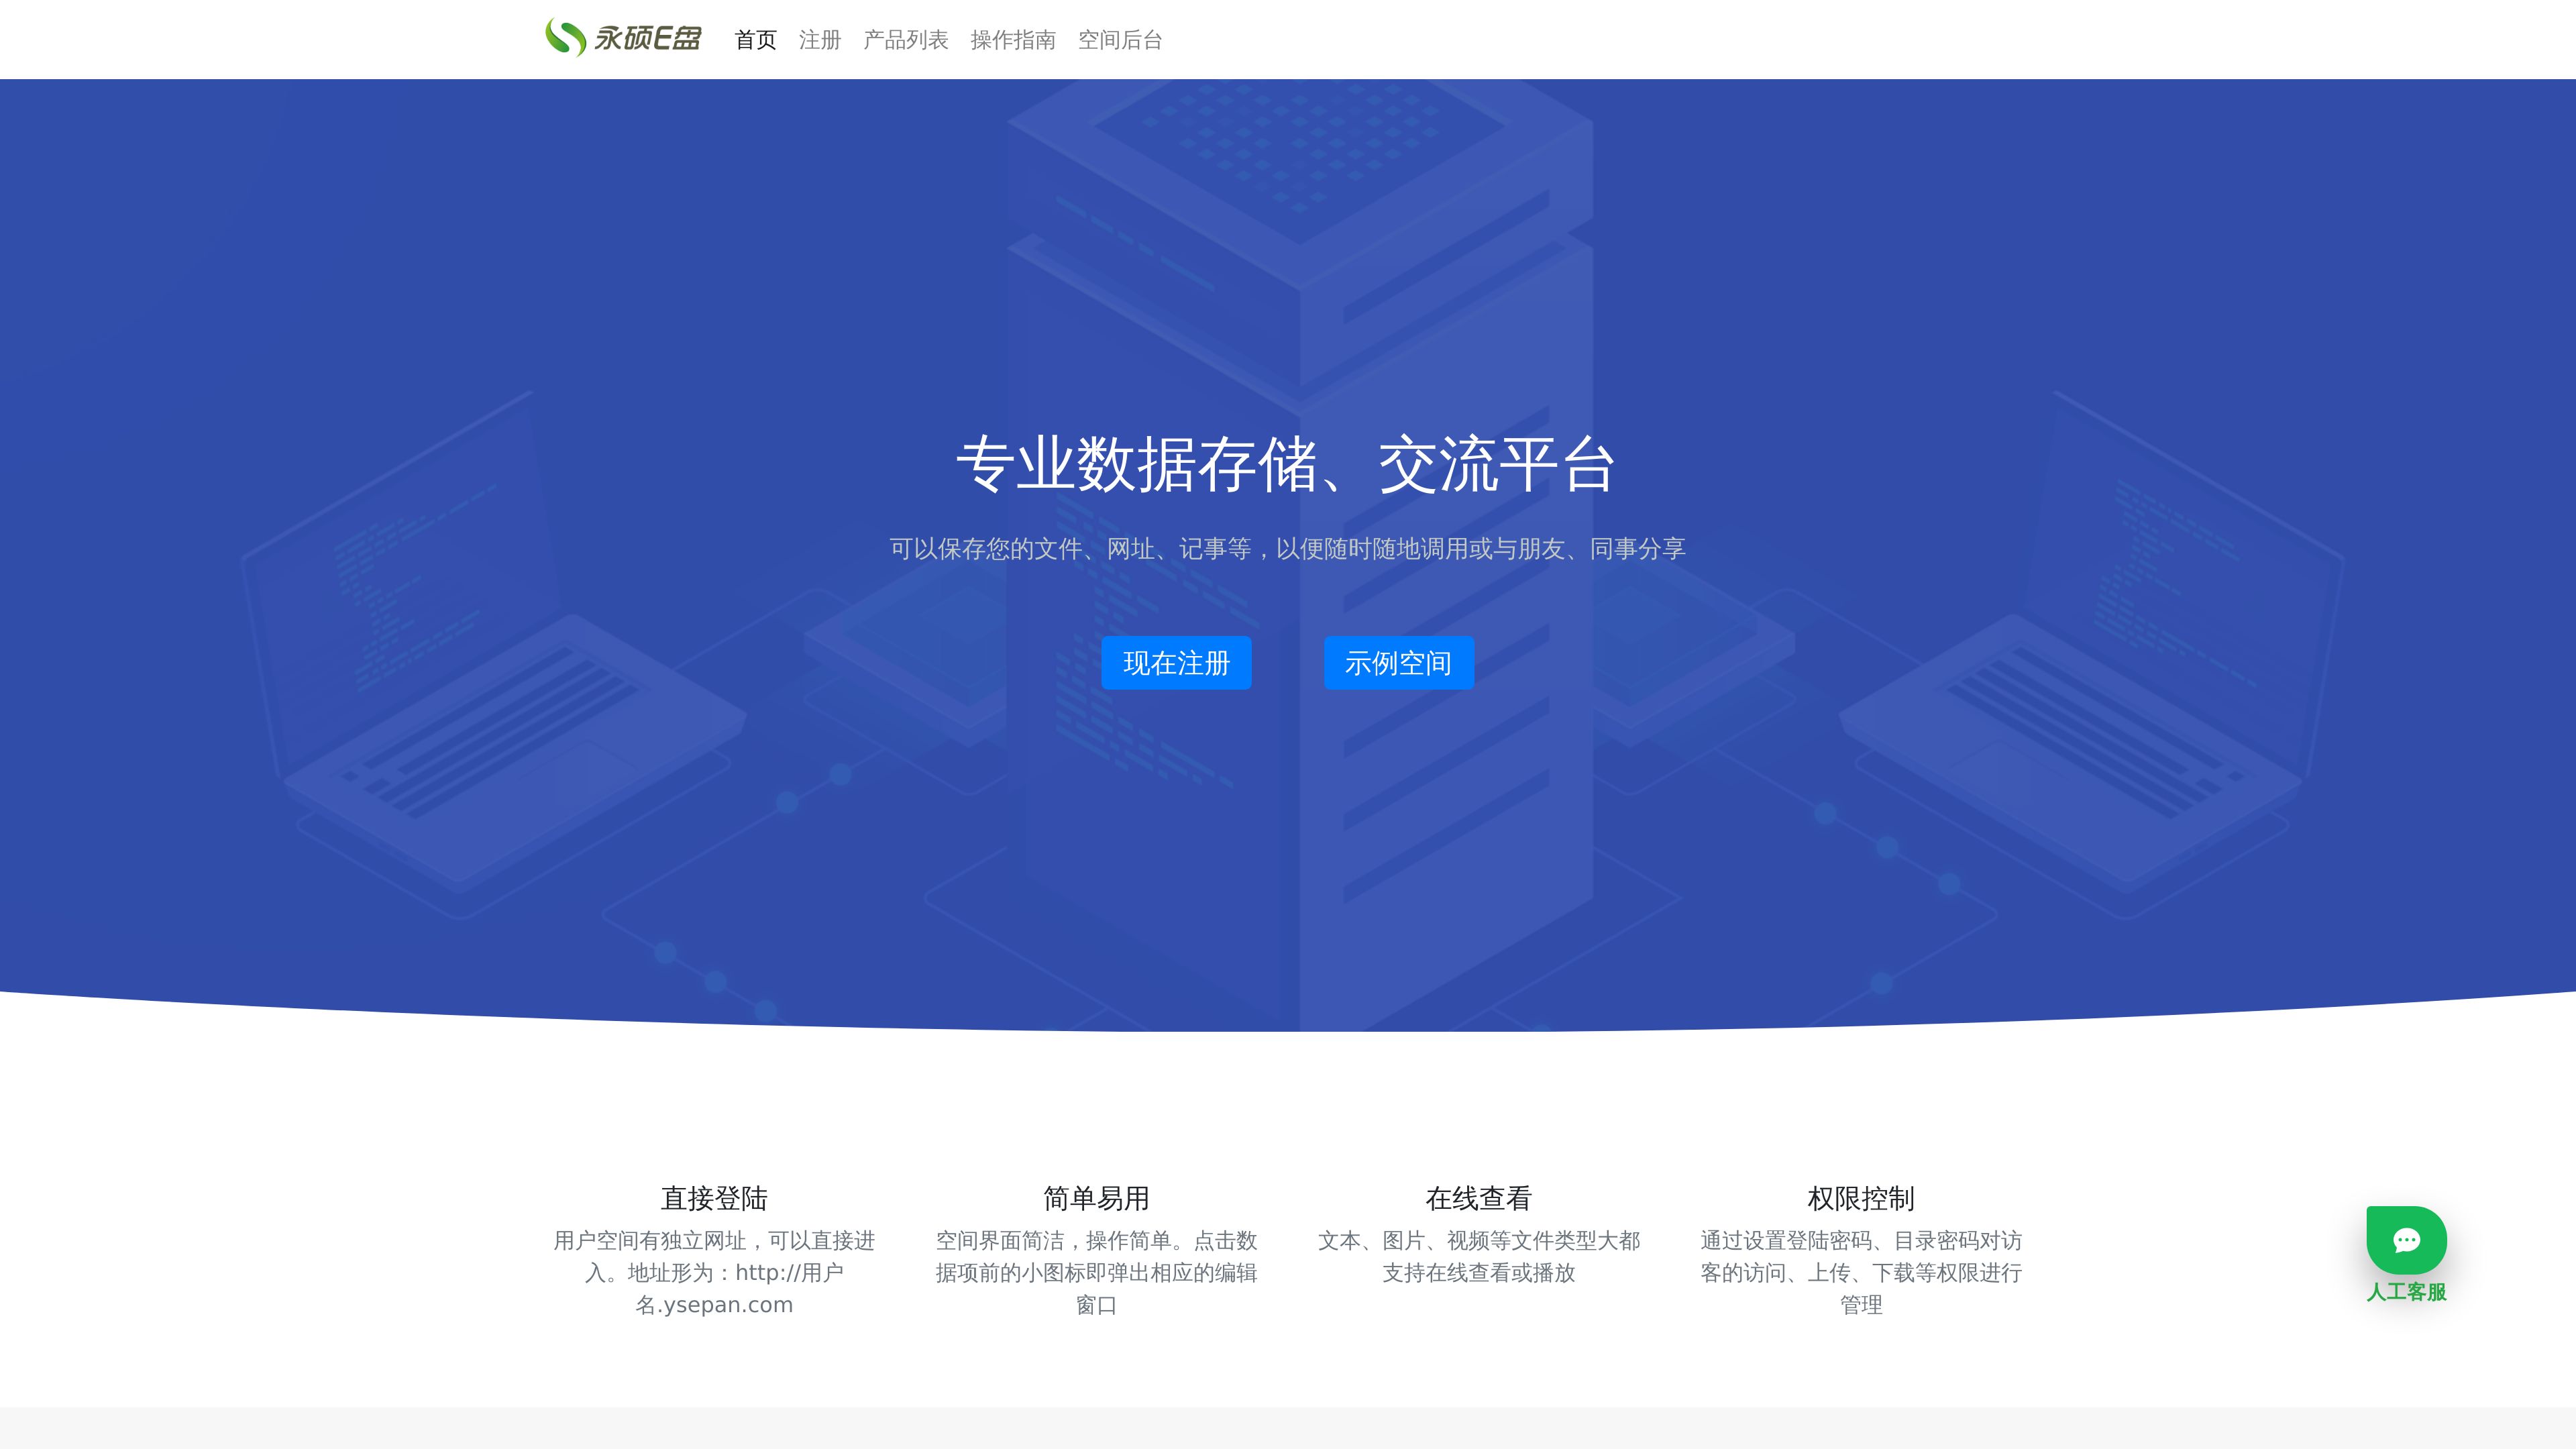 永硕E盘
首页 注册 产品列表 操作指南 空间后台
专业数据存储、交流平台
可以保存您的文件、网址、记事等，以便随时随地调用或与朋友、同事分享
现在注册 示例空间
直接登陆
用户空间有独立网址，可以直接进
入。地址形为：http://用户
名.ysepan.com
简单易用
空间界面简洁，操作简单。点击数
据项前的小图标即弹出相应的编辑
窗口
在线查看
文本、图片、视频等文件类型大都
支持在线查看或播放
权限控制
通过设置登陆密码、目录密码对访
客的访问、上传、下载等权限进行
管理
人工客服